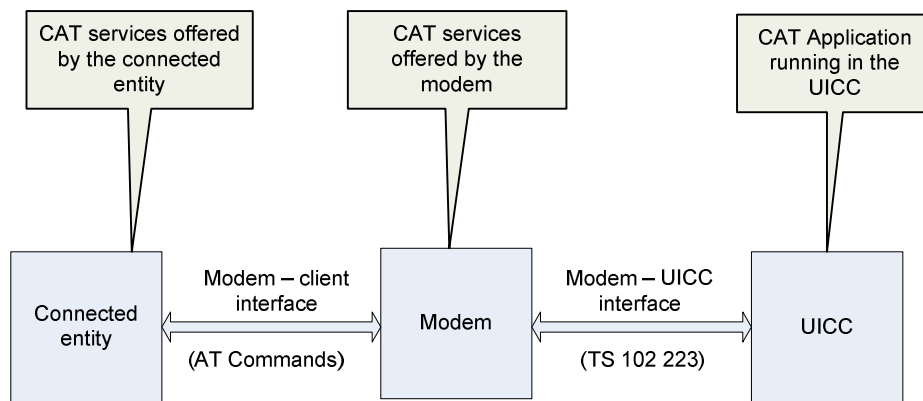 CAT services offered
by the connected
entity
CAT services
offered by the
modem
CAT Application
running in the
UICC
Connected
entity
Modem – client
interface
(AT Commands)
Modem
Modem – UICC
interface
(TS 102 223)
UICC